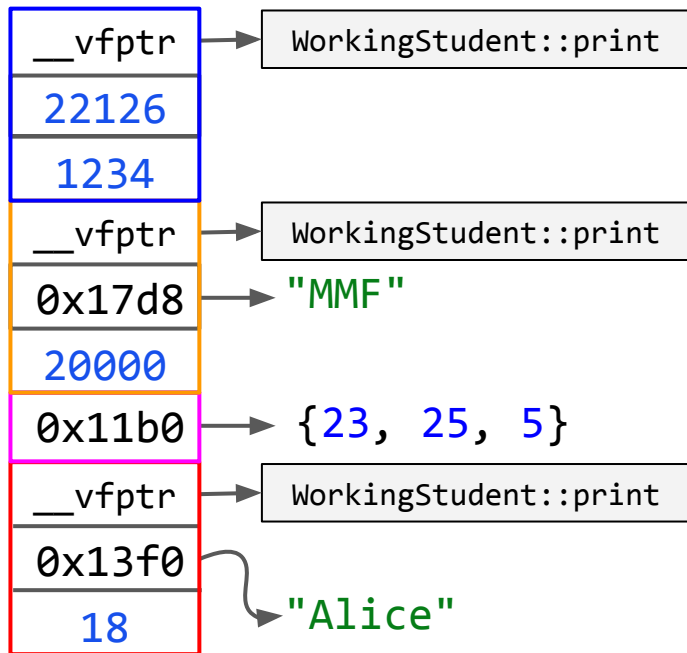 __vfptr WorkingStudent::print
22126
1234
__vfptr WorkingStudent::print
0x17d8 "MMF"
20000
0x11b0 {23, 25, 5}
__vfptr WorkingStudent::print
0x13f0
"Alice"
18